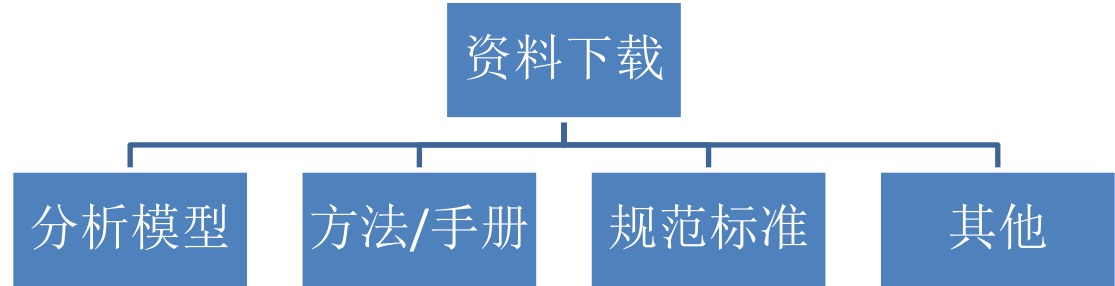 资料下载
分析模型
方法/手册
规范标准
其他